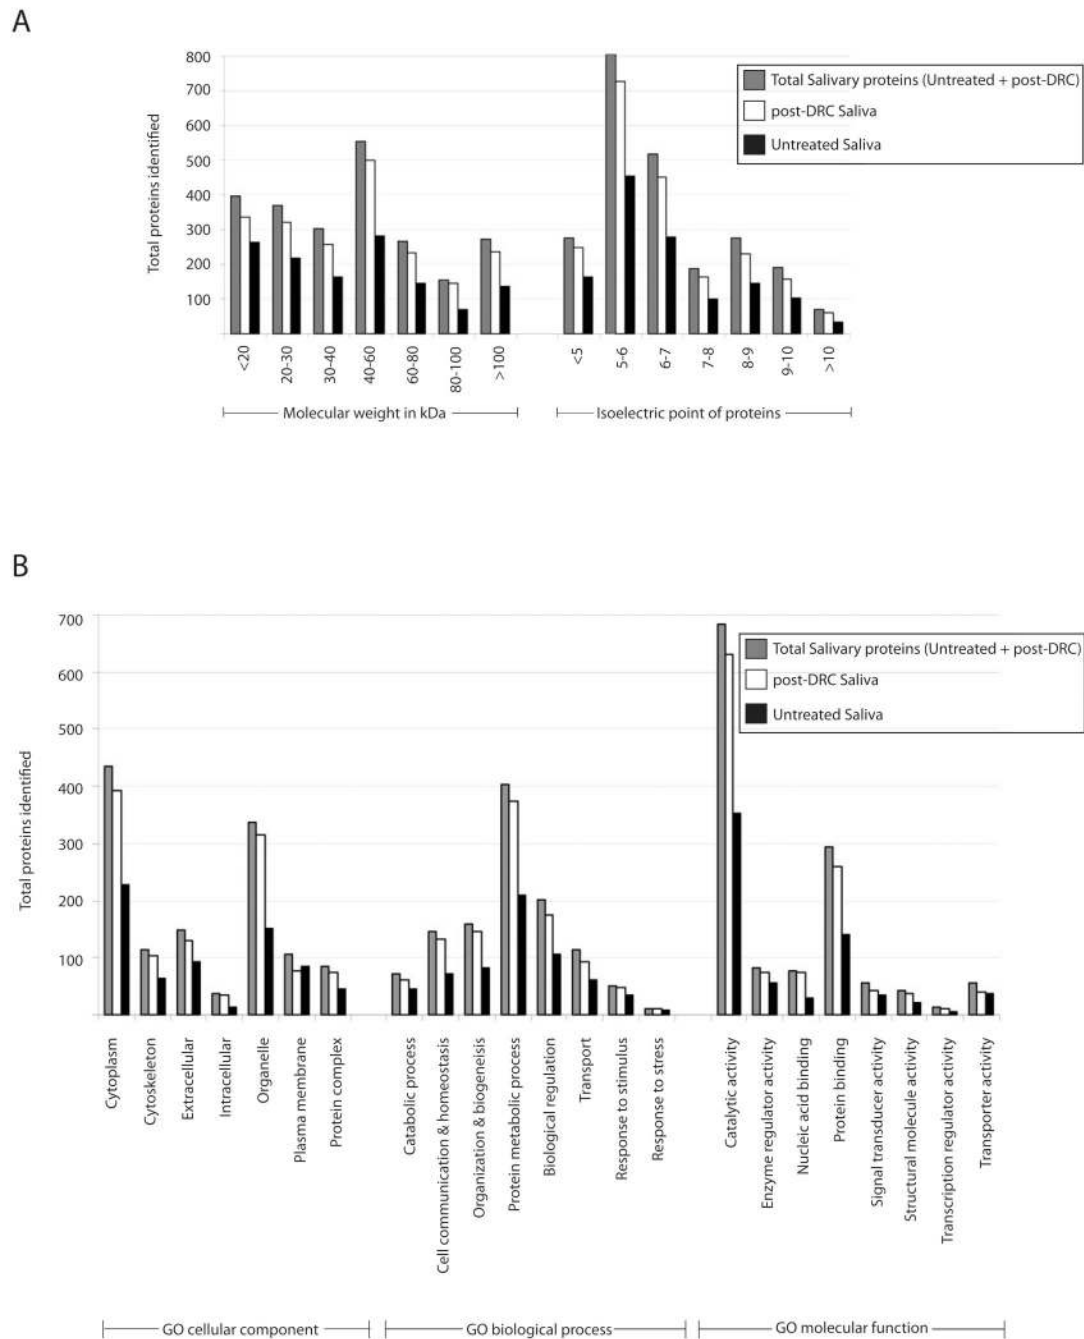 A
800
700
600
500
400
300
200
100
Total proteins identified
Total Salivary proteins (Untreated + post-DRC)
post-DRC Saliva
Untreated Saliva
<20
20-30
30-40
40-60
60-80
80-100
>100
<5
5-6
6-7
7-8
8-9
9-10
>10
Molecular weight in kDa
Isoelectric point of proteins
B
700
600
500
400
300
200
100
Total proteins identified
Total Salivary proteins (Untreated + post-DRC)
post-DRC Saliva
Untreated Saliva
Cytoplasm
Cytoskeleton
Extracellular
Intracellular
Organelle
Plasma membrane
Protein complex
Catabolic process
Cell communication & homeostasis
Organization & biogeneisis
Protein metabolic process
Biological regulation
Transport
Response to stimulus
Response to stress
Catalytic activity
Enzyme regulator activity
Nucleic acid binding
Protein binding
Signal transducer activity
Structural molecule activity
Transcription regulator activity
Transporter activity
GO cellular component
GO biological process
GO molecular function